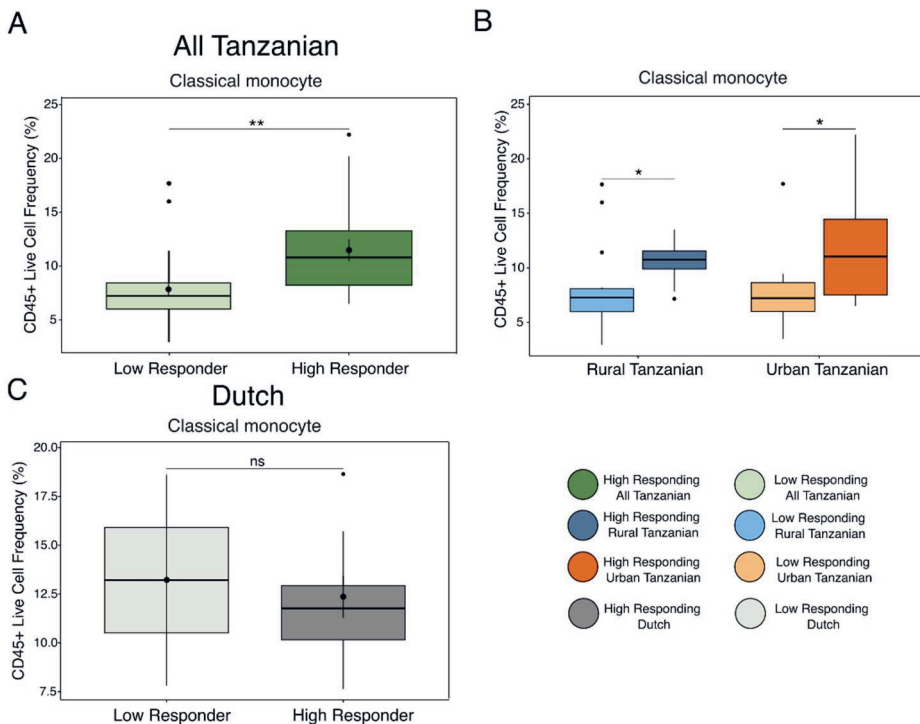 A
All Tanzanian
Classical monocyte
CD45+ Live Cell Frequency (%)
25
20
15
10
5
**
Low Responder
High Responder
B
Classical monocyte
CD45+ Live Cell Frequency (%)
25
20
15
10
5
*
*
Rural Tanzanian
Urban Tanzanian
C
Dutch
Classical monocyte
CD45+ Live Cell Frequency (%)
20.0
17.5
15.0
12.5
10.0
7.5
ns
Low Responder
High Responder
High Responding
All Tanzanian
Low Responding
All Tanzanian
High Responding
Rural Tanzanian
Low Responding
Rural Tanzanian
High Responding
Urban Tanzanian
Low Responding
Urban Tanzanian
High Responding
Dutch
Low Responding
Dutch